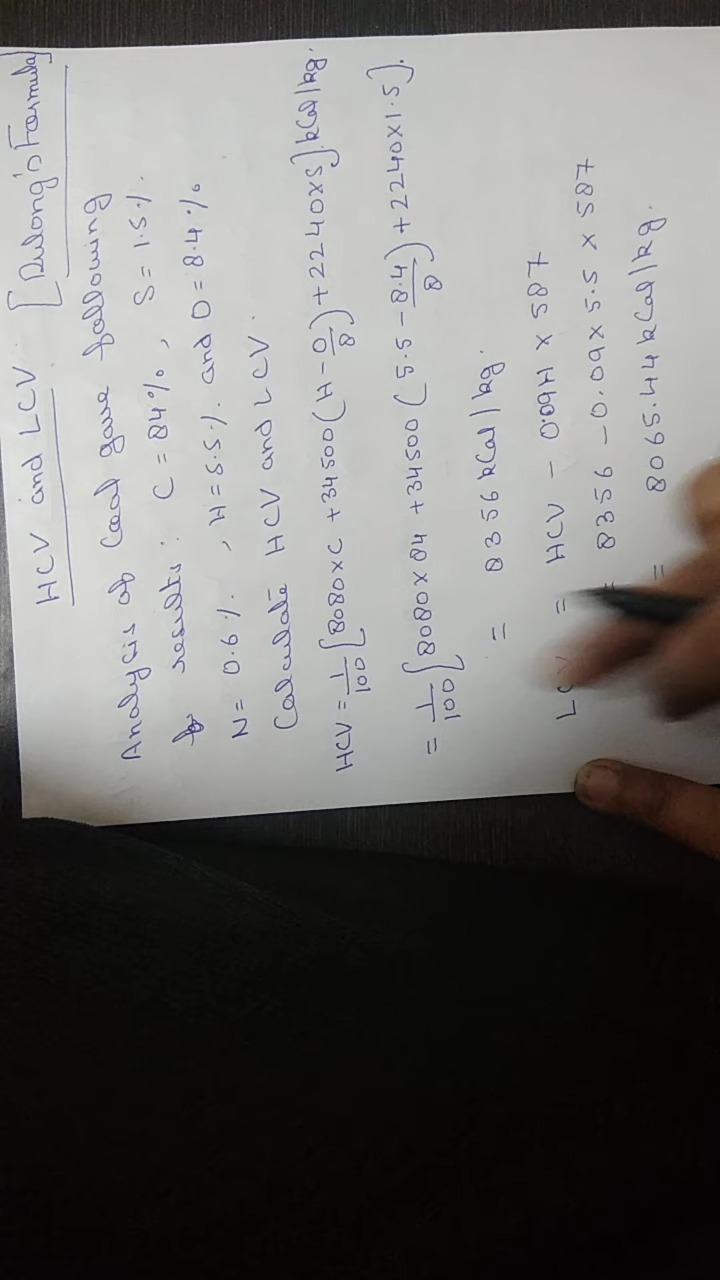 HCV and LCV. [Dulong's Formula]
Analysis of Coal gave following
results: C = 84%, S = 1.5%.
N = 0.6%, H = 5.5% and O = 8.4%
Calculate HCV and LCV.
HCV = 1/100 [8080 × C + 34500 (H - O/8) + 2240 × S] kCal/kg.
= 1/100 [8080 × 84 + 34500 (5.5 - 8.4/8) + 2240 × 1.5].
= 8356 kCal/kg.
= HCV - 0.09H × 587
8356 - 0.09 × 5.5 × 587
= 8065.44 kCal/kg.